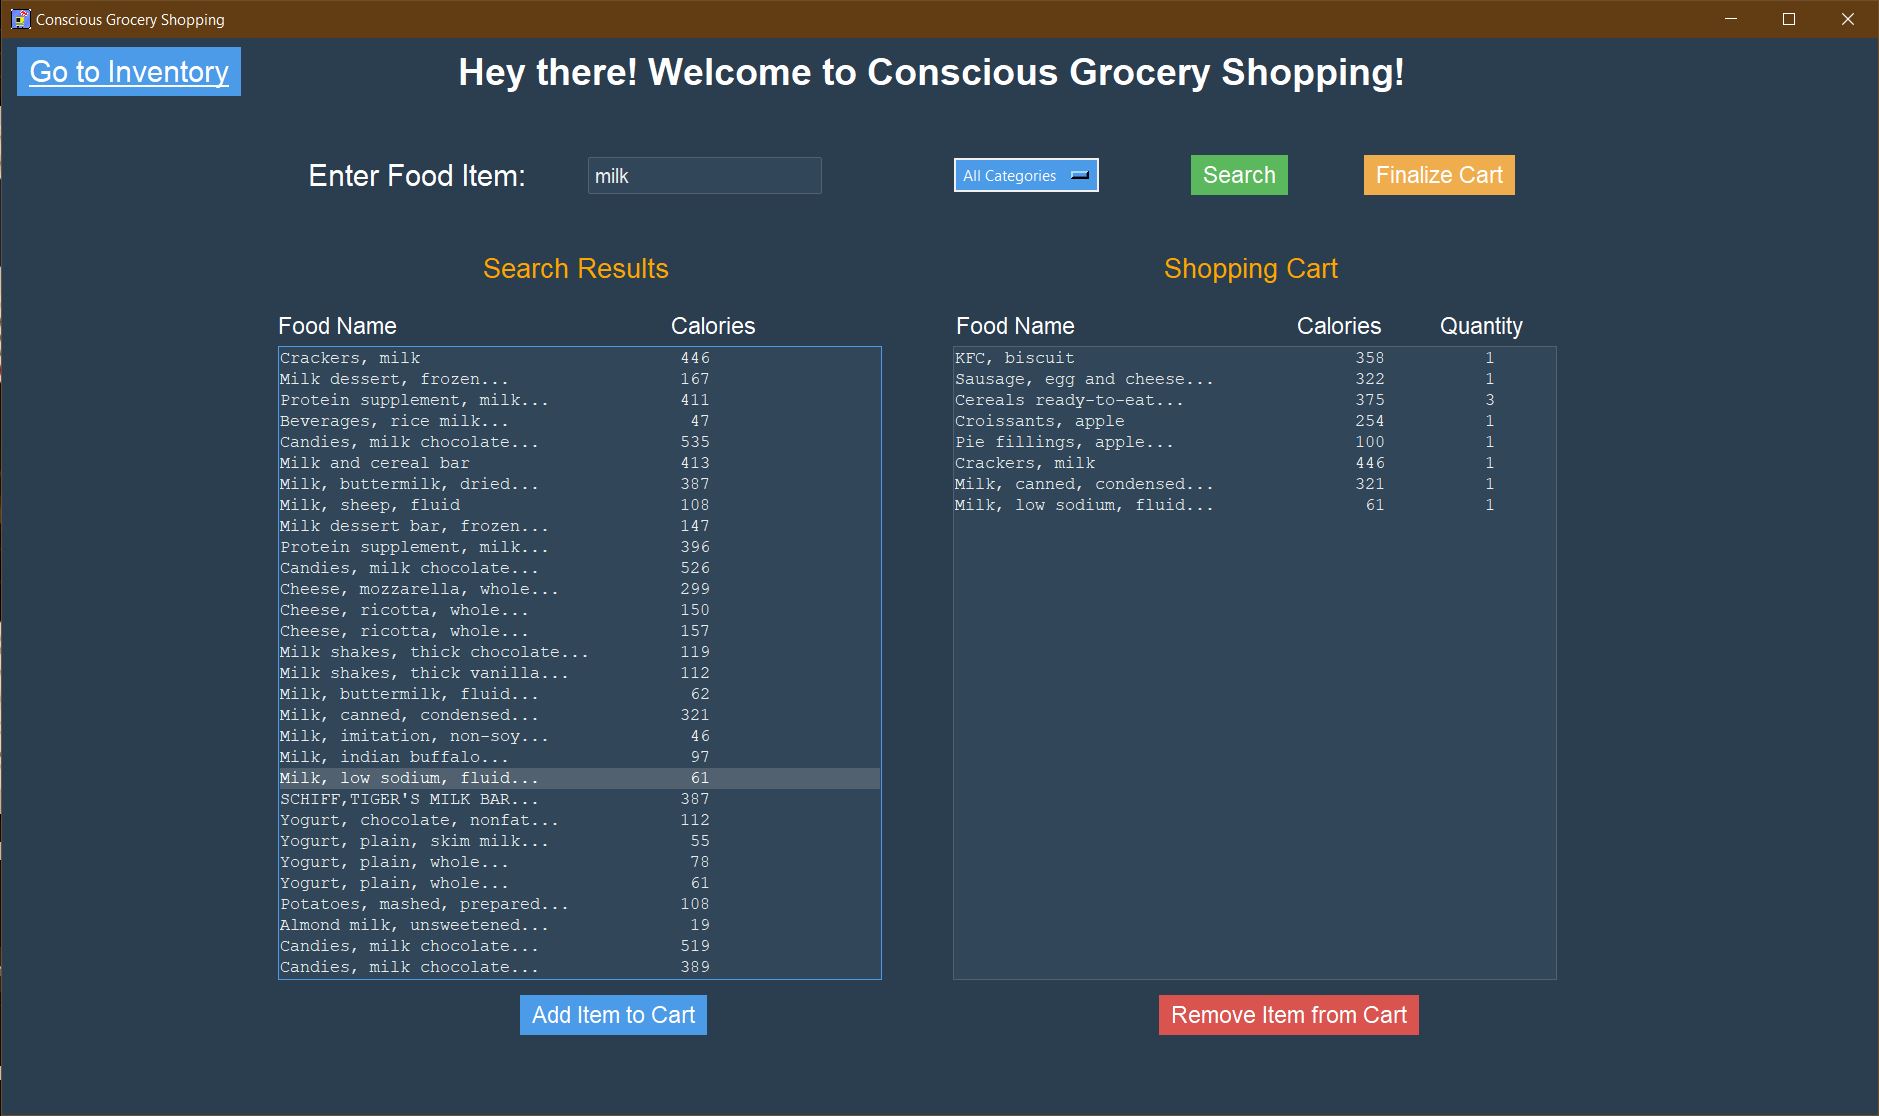 Conscious Grocery Shopping
Go to Inventory
Hey there! Welcome to Conscious Grocery Shopping!
Enter Food Item: milk All Categories Search Finalize Cart
Search Results
Food Name Calories
Crackers, milk 446
Milk dessert, frozen... 167
Protein supplement, milk... 411
Beverages, rice milk... 47
Candies, milk chocolate... 535
Milk and cereal bar 413
Milk, buttermilk, dried... 387
Milk, sheep, fluid 108
Milk dessert bar, frozen... 147
Protein supplement, milk... 396
Candies, milk chocolate... 526
Cheese, mozzarella, whole... 299
Cheese, ricotta, whole... 150
Cheese, ricotta, whole... 157
Milk shakes, thick chocolate... 119
Milk shakes, thick vanilla... 112
Milk, buttermilk, fluid... 62
Milk, canned, condensed... 321
Milk, imitation, non-soy... 46
Milk, indian buffalo... 97
Milk, low sodium, fluid... 61
SCHIFF,TIGER'S MILK BAR... 387
Yogurt, chocolate, nonfat... 112
Yogurt, plain, skim milk... 55
Yogurt, plain, whole... 78
Yogurt, plain, whole... 61
Potatoes, mashed, prepared... 108
Almond milk, unsweetened... 19
Candies, milk chocolate... 519
Candies, milk chocolate... 389
Add Item to Cart
Shopping Cart
Food Name Calories Quantity
KFC, biscuit 358 1
Sausage, egg and cheese... 322 1
Cereals ready-to-eat... 375 3
Croissants, apple 254 1
Pie fillings, apple... 100 1
Crackers, milk 446 1
Milk, canned, condensed... 321 1
Milk, low sodium, fluid... 61 1
Remove Item from Cart